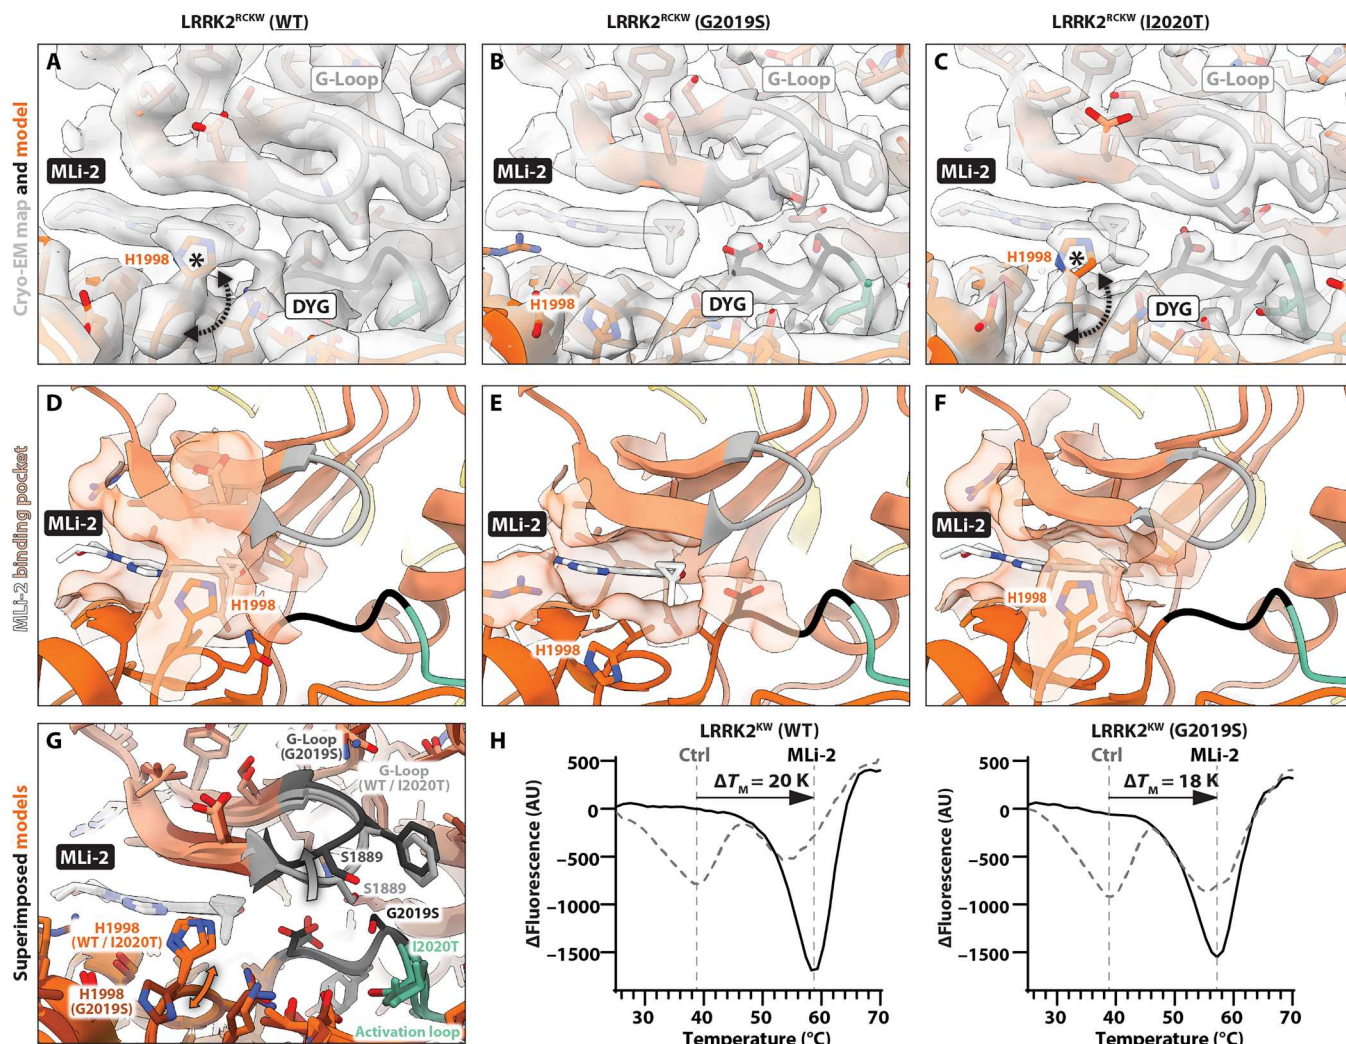 LRRK2RCKW (WT)
LRRK2RCKW (G2019S)
LRRK2RCKW (I2020T)
Cryo-EM map and model
A
G-Loop
MLi-2
H1998
*
DYG
B
G-Loop
MLi-2
H1998
DYG
C
G-Loop
MLi-2
H1998
*
DYG
MLi-2 binding pocket
D
MLi-2
H1998
E
MLi-2
H1998
F
MLi-2
H1998
Superimposed models
G
G-Loop
(G2019S)
G-Loop
(WT / I2020T)
MLi-2
S1889
S1889
G2019S
H1998
(WT / I2020T)
I2020T
H1998
(G2019S)
Activation loop
H
LRRK2KW (WT)
Ctrl
MLi-2
ΔTM = 20 K
ΔFluorescence (AU)
500
0
−500
−1000
−1500
30
40
50
60
70
Temperature (°C)
LRRK2KW (G2019S)
Ctrl
MLi-2
ΔTM = 18 K
ΔFluorescence (AU)
500
0
−500
−1000
−1500
30
40
50
60
70
Temperature (°C)